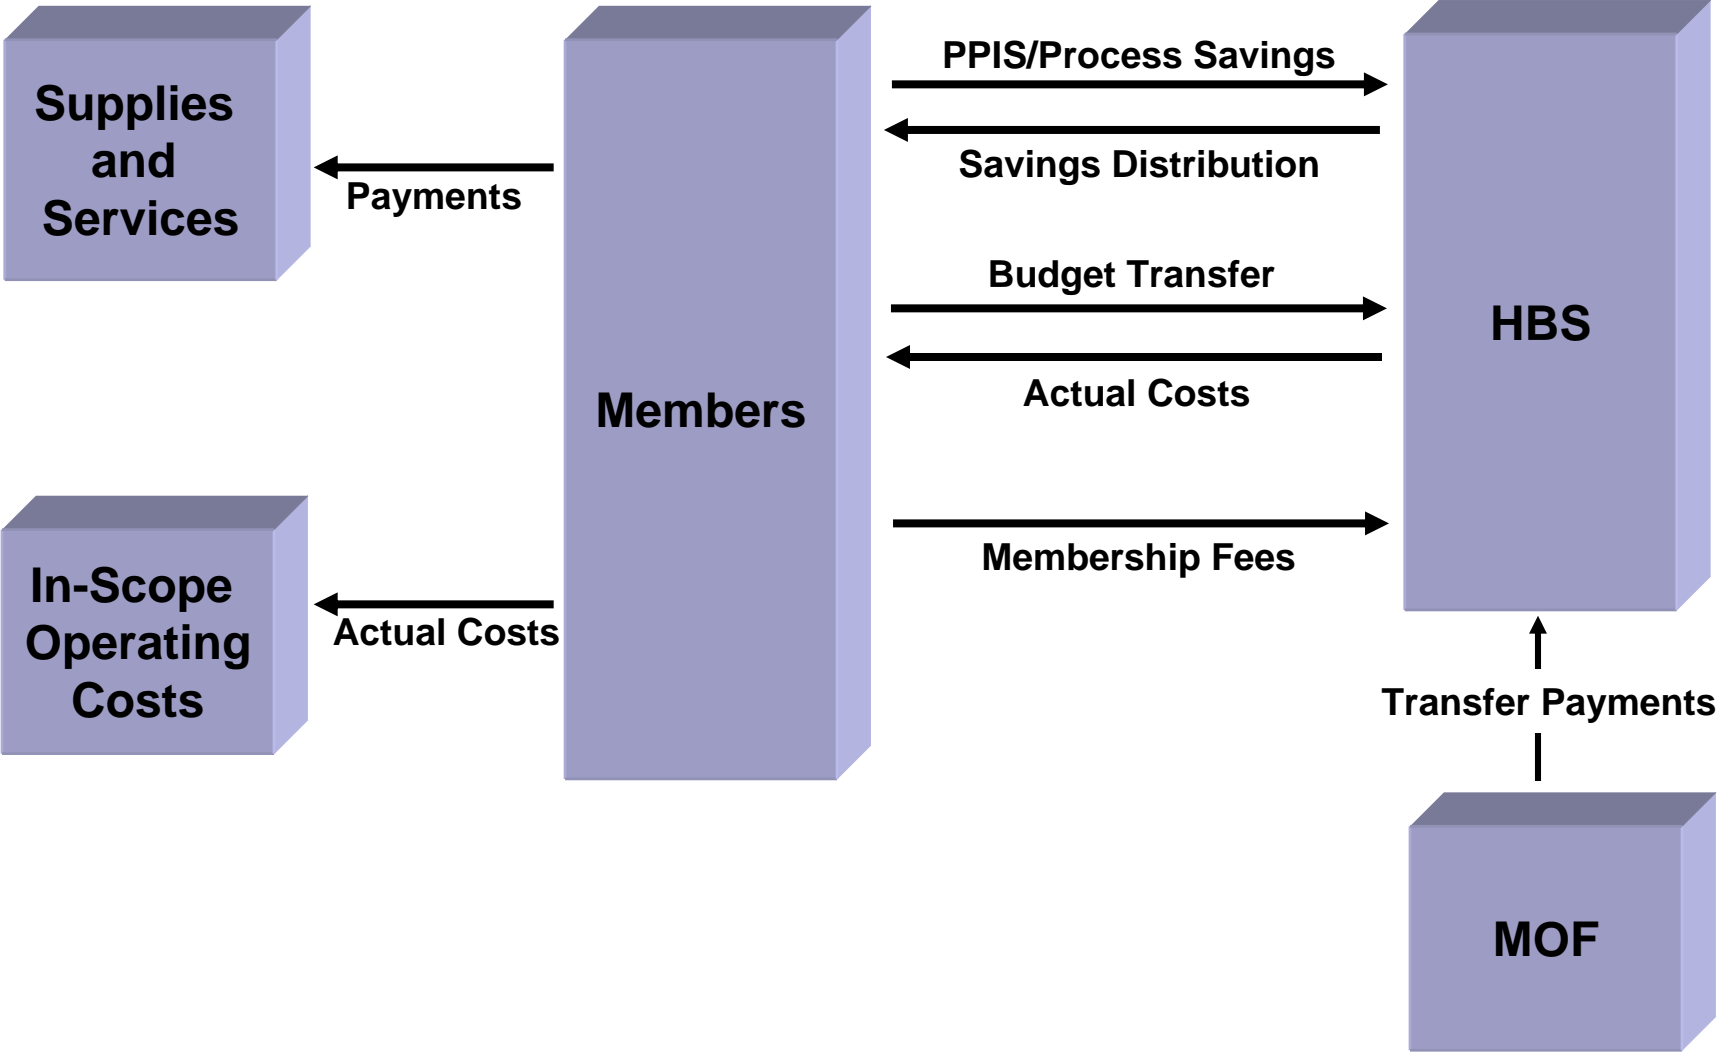 Supplies
and
Services
Payments
Members
PPIS/Process Savings
Savings Distribution
Budget Transfer
Actual Costs
Membership Fees
HBS
In-Scope
Operating
Costs
Actual Costs
Transfer Payments
MOF